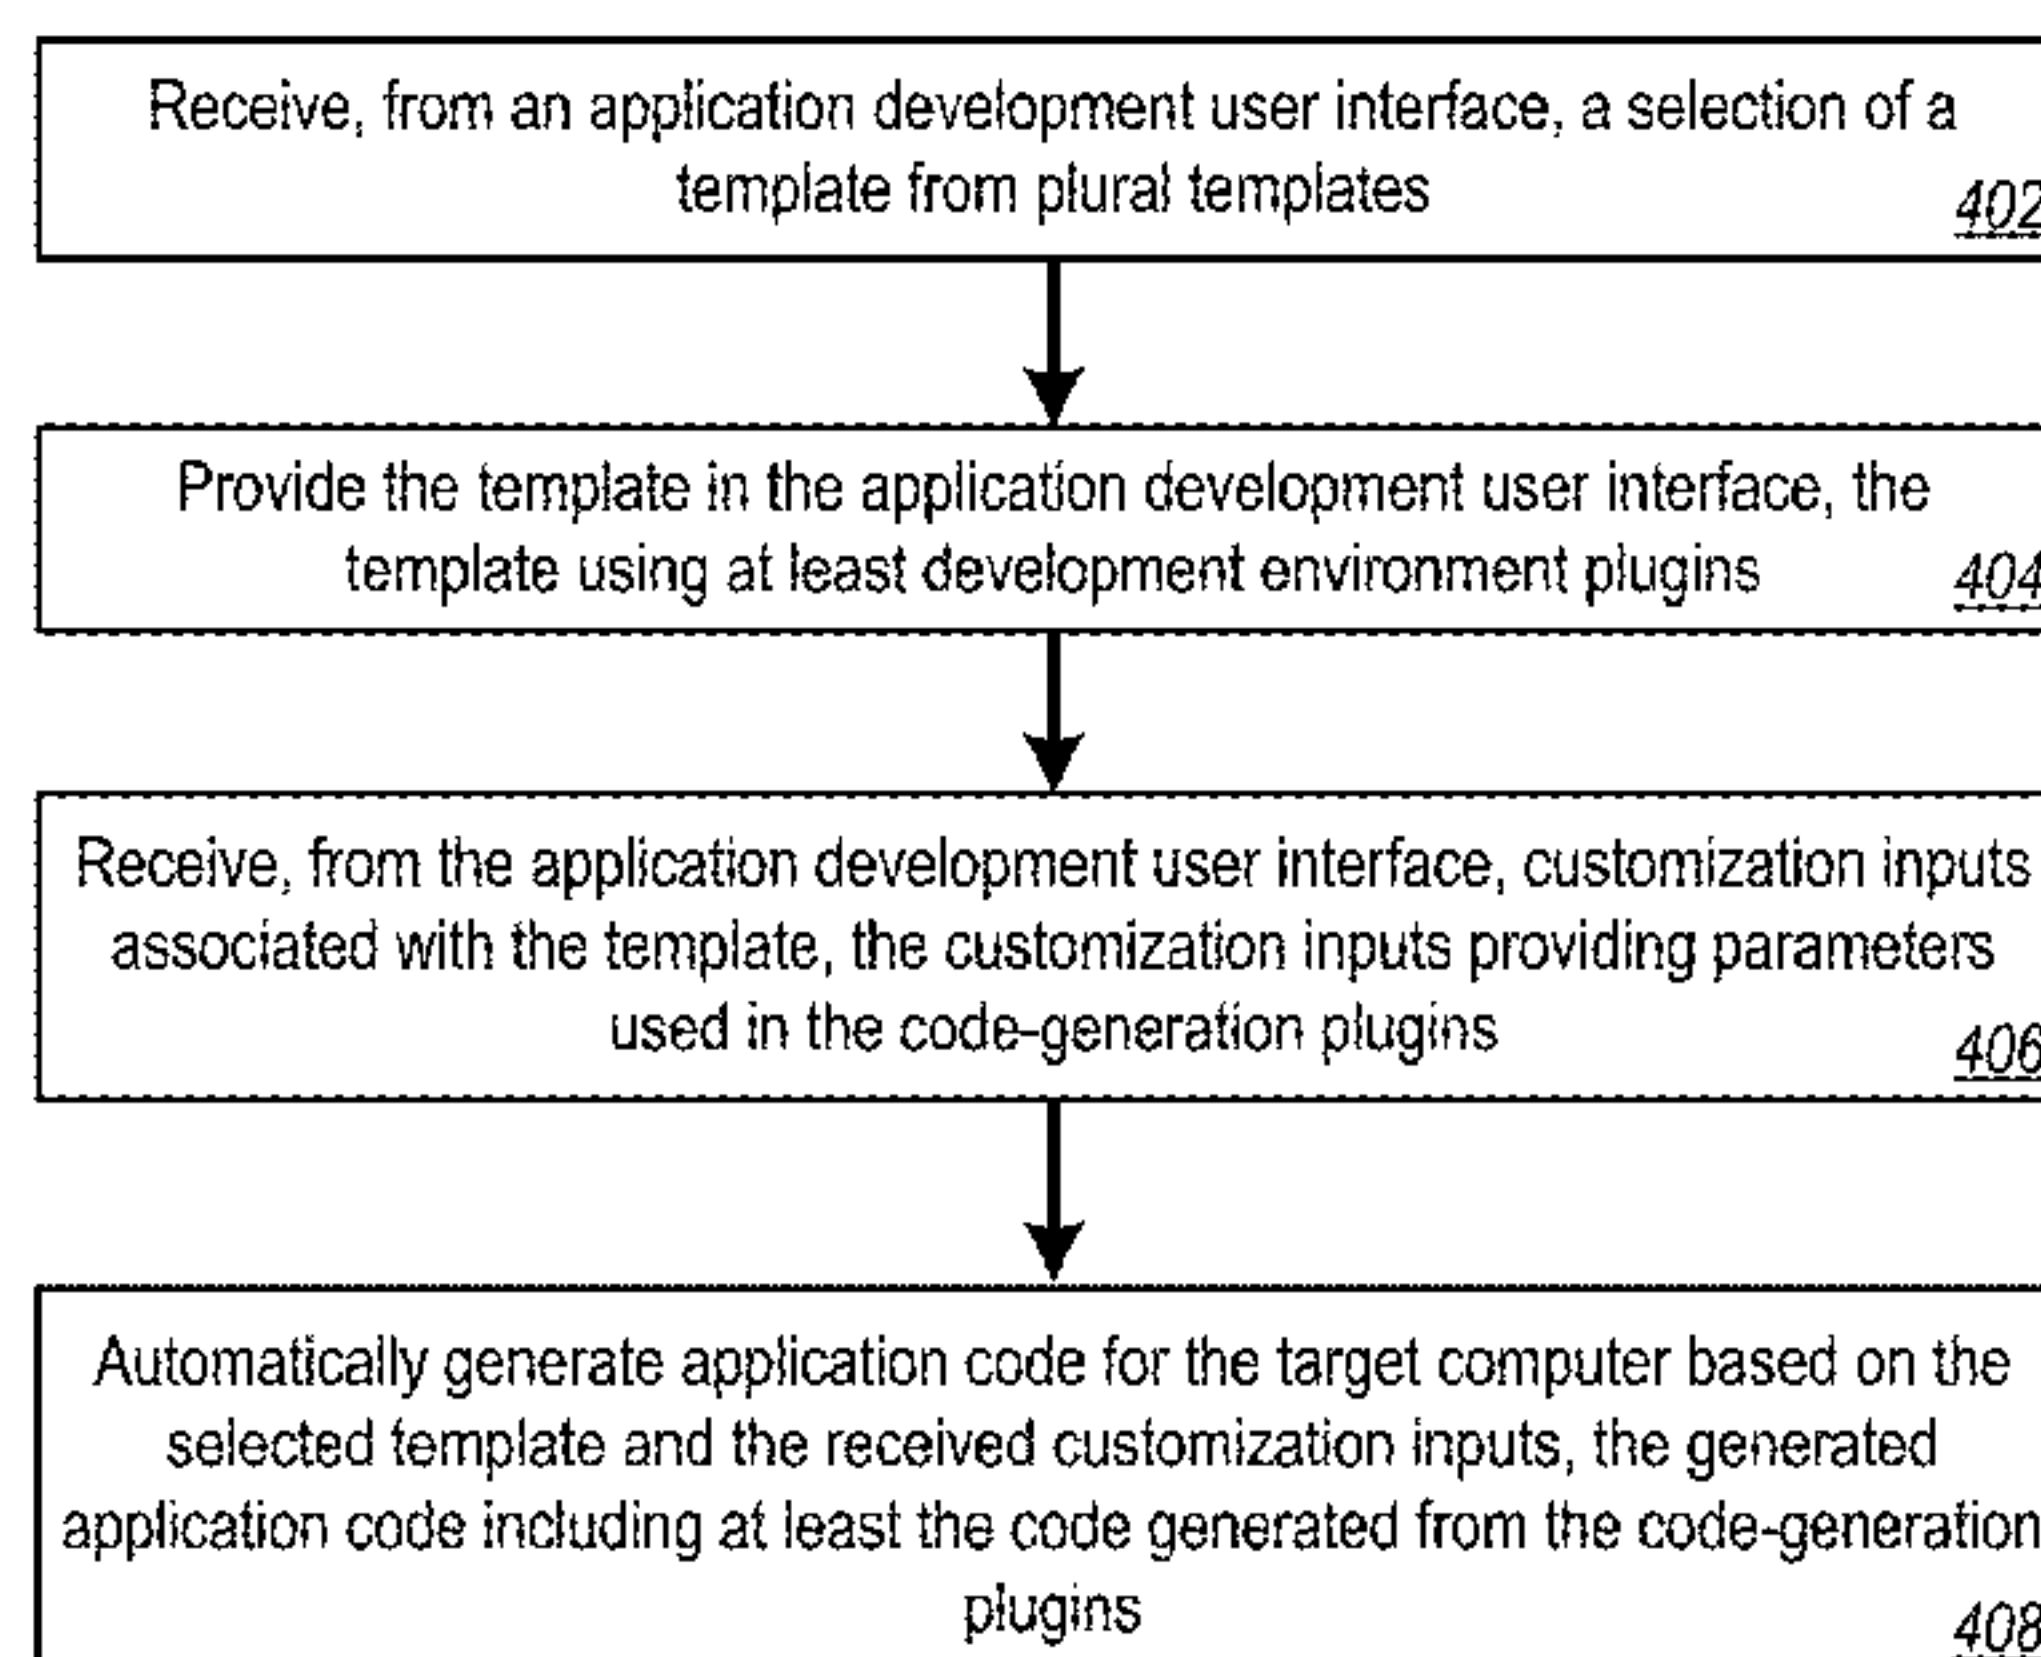 Receive, from an application development user interface, a selection of a
template from plural templates
402
Provide the template in the application development user interface, the
template using at least development environment plugins
404
Receive, from the application development user interface, customization inputs
associated with the template, the customization inputs providing parameters
used in the code-generation plugins
406
Automatically generate application code for the target computer based on the
selected template and the received customization inputs, the generated
application code including at least the code generated from the code-generation
plugins
408